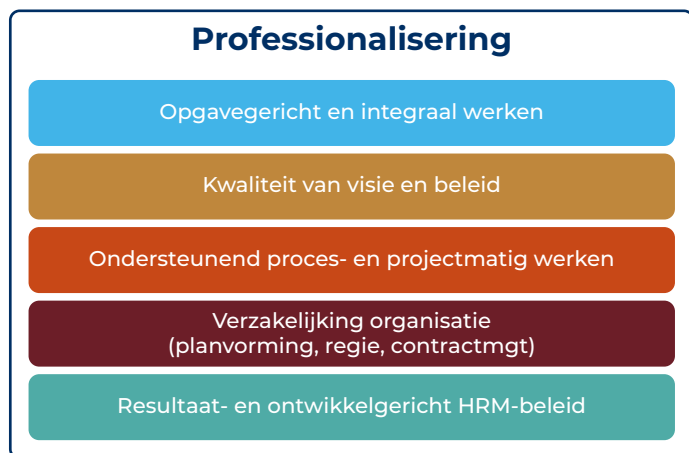 Professionalisering
Opgavegericht en integraal werken
Kwaliteit van visie en beleid
Ondersteunend proces- en projectmatig werken
Verzakelijking organisatie
(planvorming, regie, contractmgt)
Resultaat- en ontwikkelgericht HRM-beleid